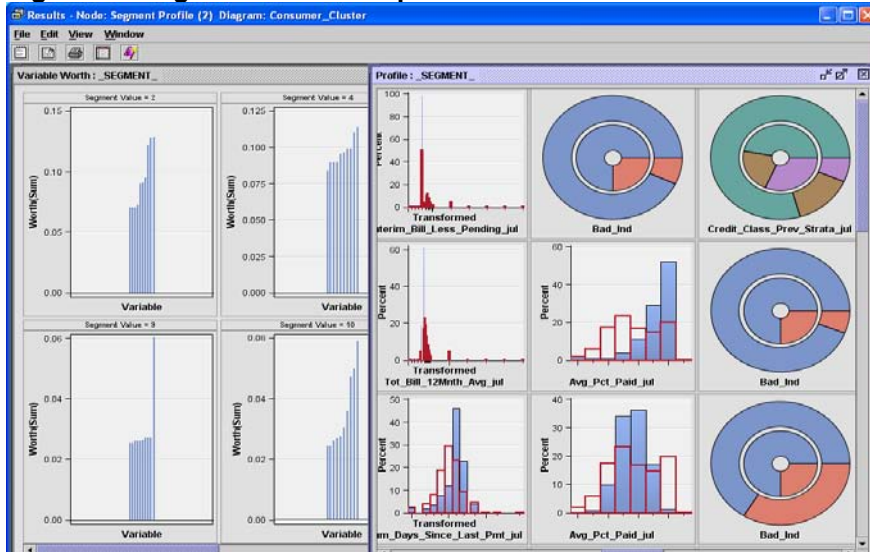 Results - Node: Segment Profile (2) Diagram: Consumer_Cluster
File Edit View Window
Variable Worth : _SEGMENT_
Segment Value = 2
0.15
0.10
0.05
0.00
Worth(Sum)
Variable
Segment Value = 4
0.125
0.100
0.075
0.050
0.025
0.000
Worth(Sum)
Variable
Segment Value = 9
0.06
0.04
0.02
0.00
Worth(Sum)
Variable
Segment Value = 10
0.06
0.04
0.02
0.00
Worth(Sum)
Variable
Profile : _SEGMENT_
100
80
60
40
20
0
Percent
Transformed
nterim_Bill_Less_Pending_jul
Bad_Ind
Credit_Class_Prev_Strata_jul
60
40
20
0
Percent
Transformed
Tot_Bill_12Mnth_Avg_jul
60
40
20
0
Percent
Avg_Pct_Paid_jul
Bad_Ind
50
40
30
20
10
0
Percent
Transformed
um_Days_Since_Last_Pmt_jul
40
30
20
10
0
Percent
Avg_Pct_Paid_jul
Bad_Ind